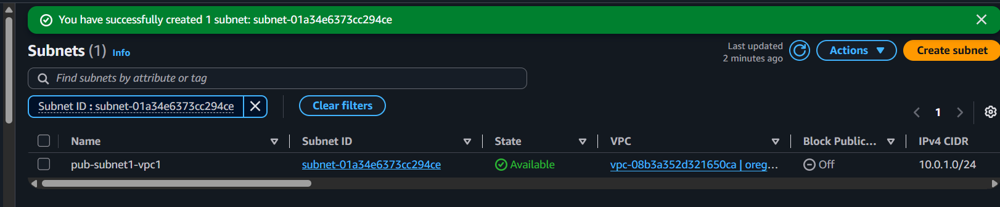 You have successfully created 1 subnet: subnet-01a34e6373cc294ce
Subnets (1) Info
Last updated
2 minutes ago
Actions
Create subnet
Find subnets by attribute or tag
Subnet ID : subnet-01a34e6373cc294ce
Clear filters
1
Name Subnet ID State VPC Block Public... IPv4 CIDR
pub-subnet1-vpc1 subnet-01a34e6373cc294ce Available vpc-08b3a352d321650ca | oreg... Off 10.0.1.0/24